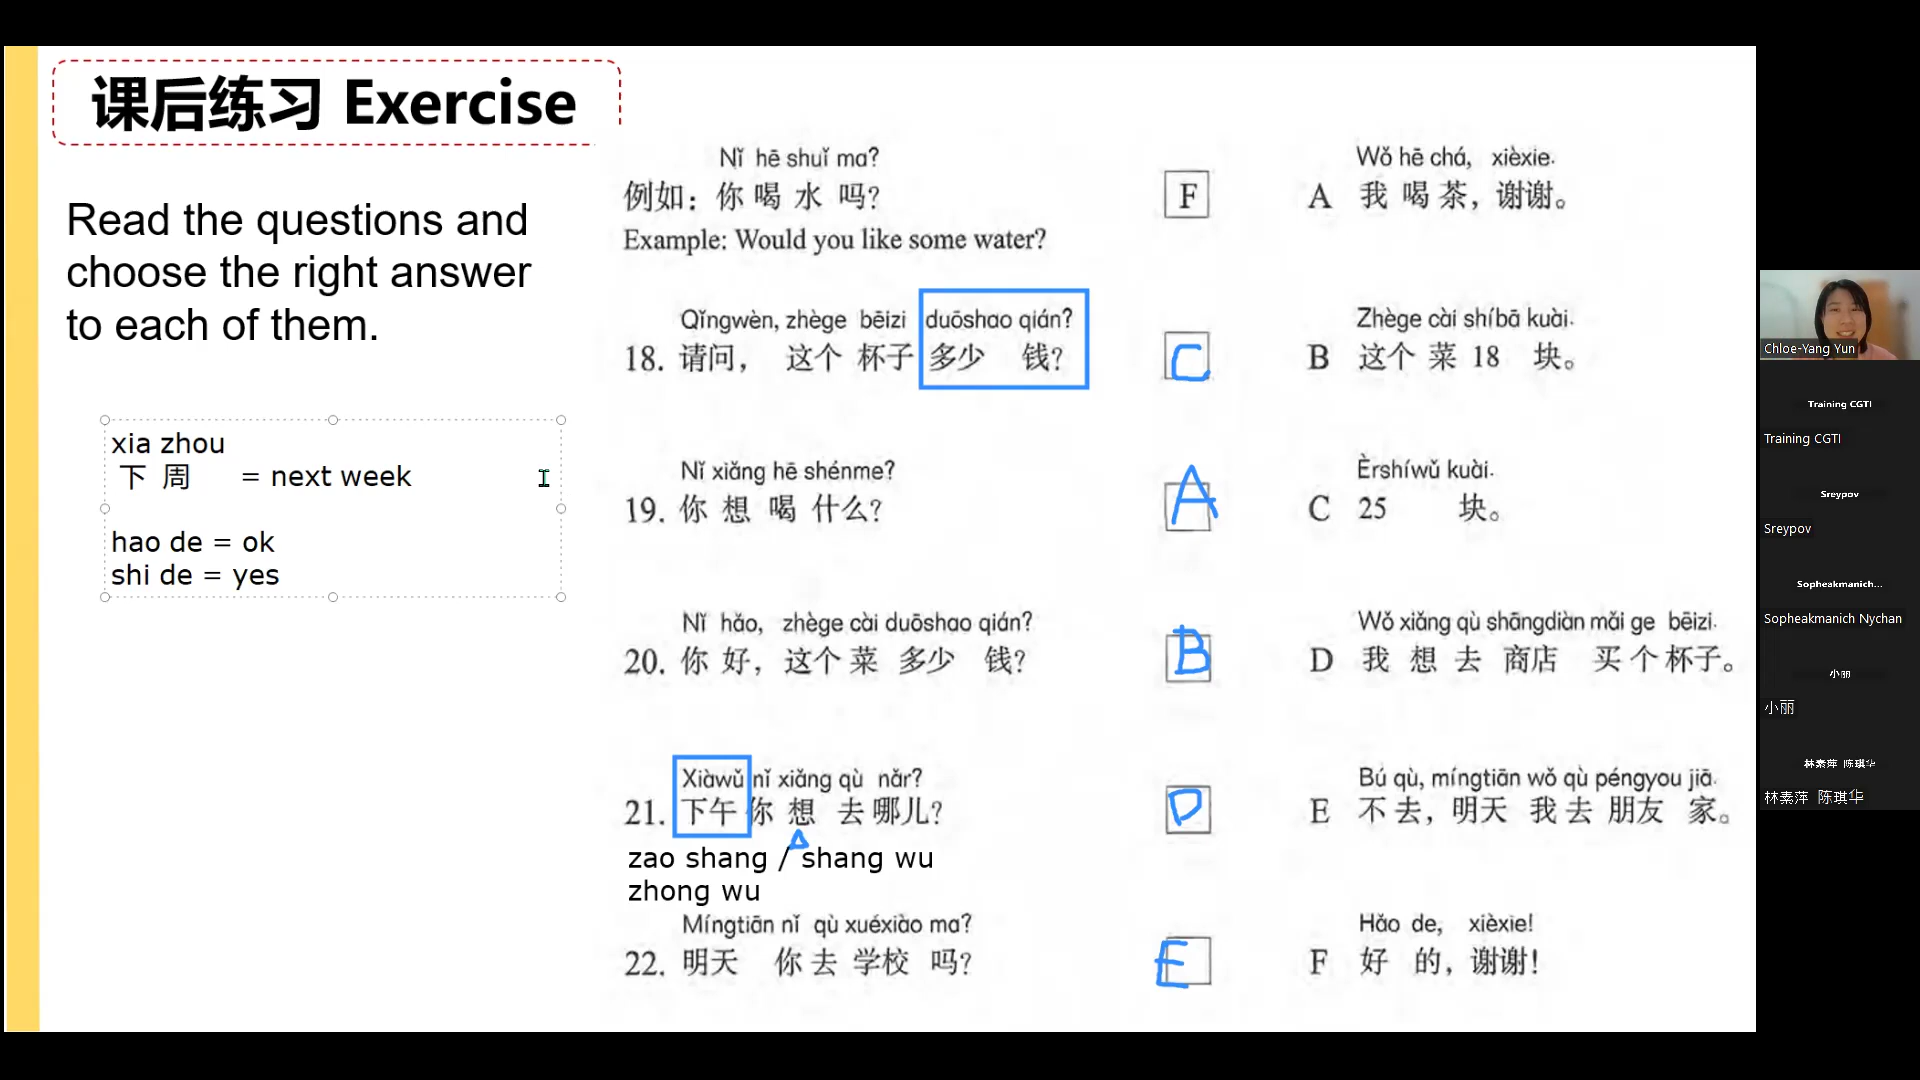 课后练习 Exercise
Read the questions and
choose the right answer
to each of them.
xia zhou
下 周 = next week
hao de = ok
shi de = yes
Nǐ hē shuǐ ma?
例如：你 喝 水 吗？
Example: Would you like some water?
F
Wǒ hē chá, xièxie.
A 我 喝 茶，谢谢。
Qǐngwèn, zhège bēizi duōshao qián?
18. 请问， 这个 杯子 多少 钱？
C
Zhège cài shíbā kuài.
B 这个 菜 18 块。
Nǐ xiǎng hē shénme?
19. 你 想 喝 什么？
A
Èrshíwǔ kuài.
C 25 块。
Nǐ hǎo, zhège cài duōshao qián?
20. 你 好，这个 菜 多少 钱？
B
Wǒ xiǎng qù shāngdiàn mǎi ge bēizi.
D 我 想 去 商店 买 个 杯子。
Xiàwǔ nǐ xiǎng qù nǎr?
21. 下午 你 想 去 哪儿？
zao shang / shang wu
zhong wu
D
Bú qù, míngtiān wǒ qù péngyou jiā.
E 不 去，明天 我 去 朋友 家。
Míngtiān nǐ qù xuéxiào ma?
22. 明天 你 去 学校 吗？
E
Hǎo de, xièxie!
F 好 的，谢谢！
Chloe-Yang Yun
Training CGTI
Training CGTI
Sreypov
Sreypov
Sopheakmanich...
Sopheakmanich Nychan
小丽
小丽
林素萍 陈琪华
林素萍 陈琪华